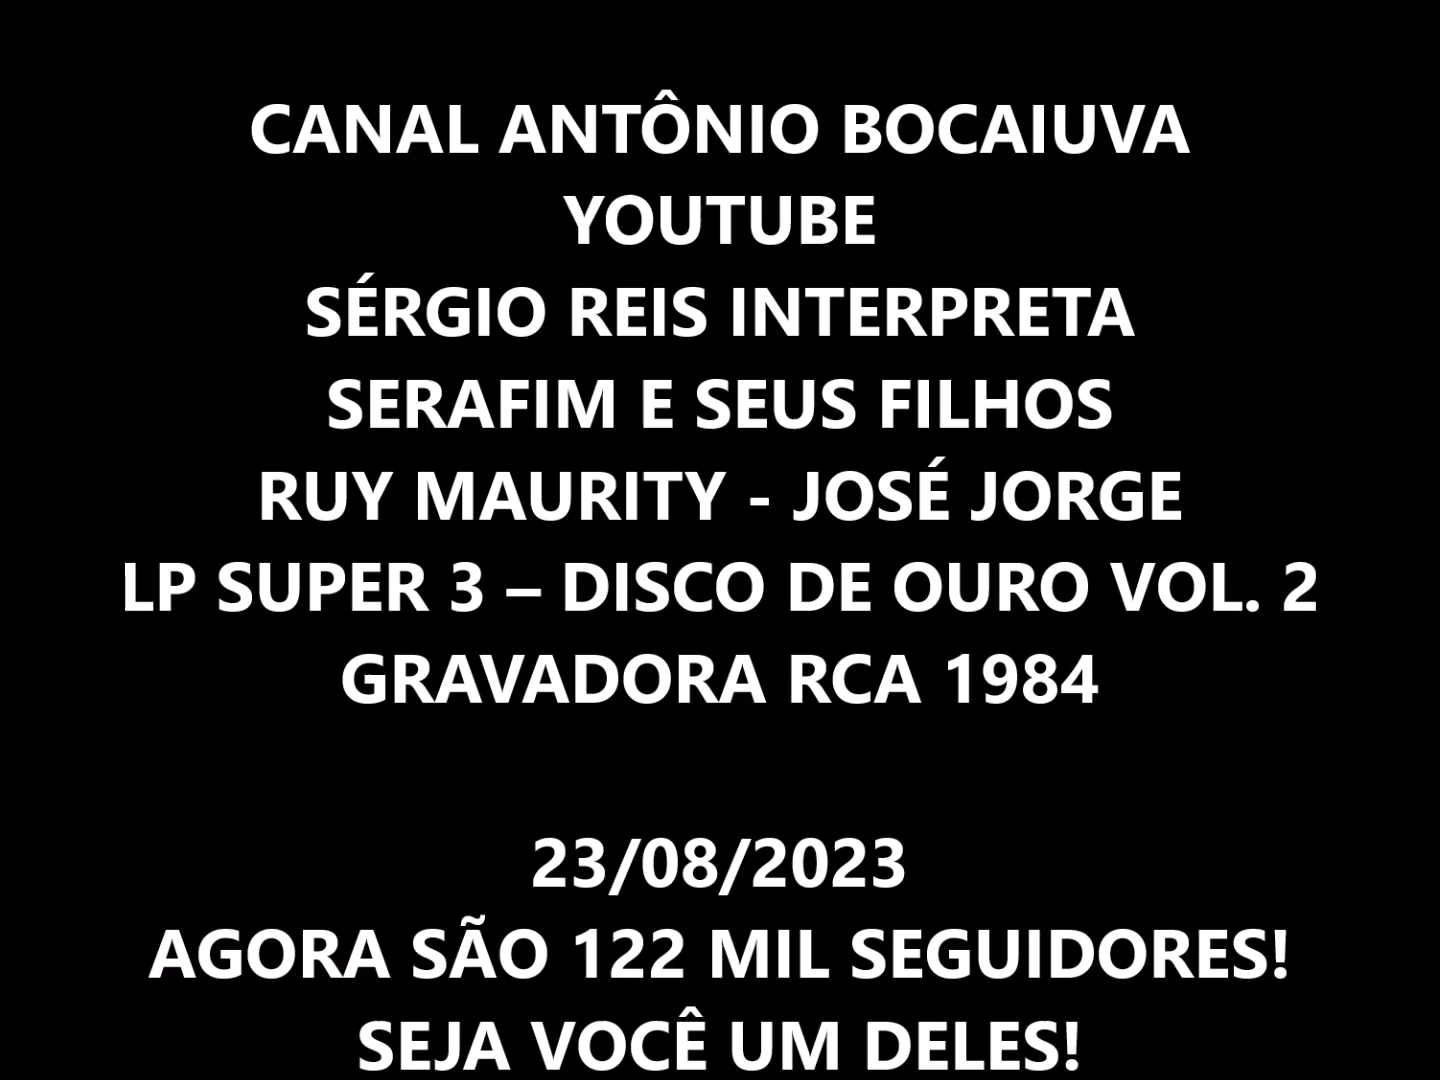 CANAL ANTÔNIO BOCAIUVA
YOUTUBE
SÉRGIO REIS INTERPRETA
SERAFIM E SEUS FILHOS
RUY MAURITY - JOSÉ JORGE
LP SUPER 3 – DISCO DE OURO VOL. 2
GRAVADORA RCA 1984
23/08/2023
AGORA SÃO 122 MIL SEGUIDORES!
SEJA VOCÊ UM DELES!